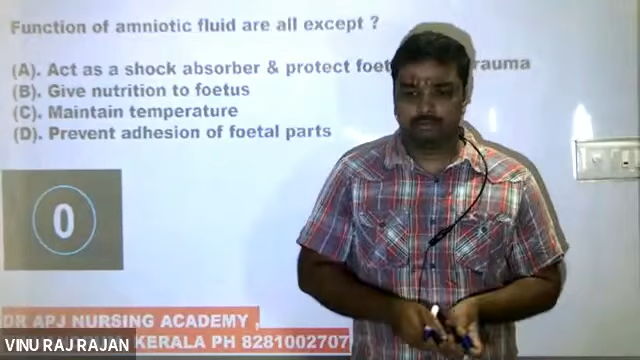 Function of amniotic fluid are all except ?
(A). Act as a shock absorber & protect foet rauma
(B). Give nutrition to foetus
(C). Maintain temperature
(D). Prevent adhesion of foetal parts
0
DR APJ NURSING ACADEMY ,
KERALA PH 8281002707
VINU RAJ RAJAN